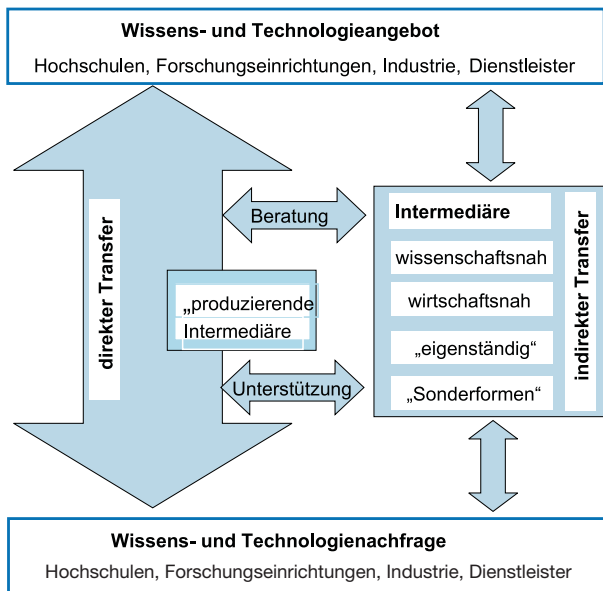 Wissens- und Technologieangebot
Hochschulen, Forschungseinrichtungen, Industrie, Dienstleister
direkter Transfer
Beratung
„produzierende
Intermediäre
Unterstützung
Intermediäre
wissenschaftsnah
wirtschaftsnah
„eigenständig“
„Sonderformen“
indirekter Transfer
Wissens- und Technologienachfrage
Hochschulen, Forschungseinrichtungen, Industrie, Dienstleister